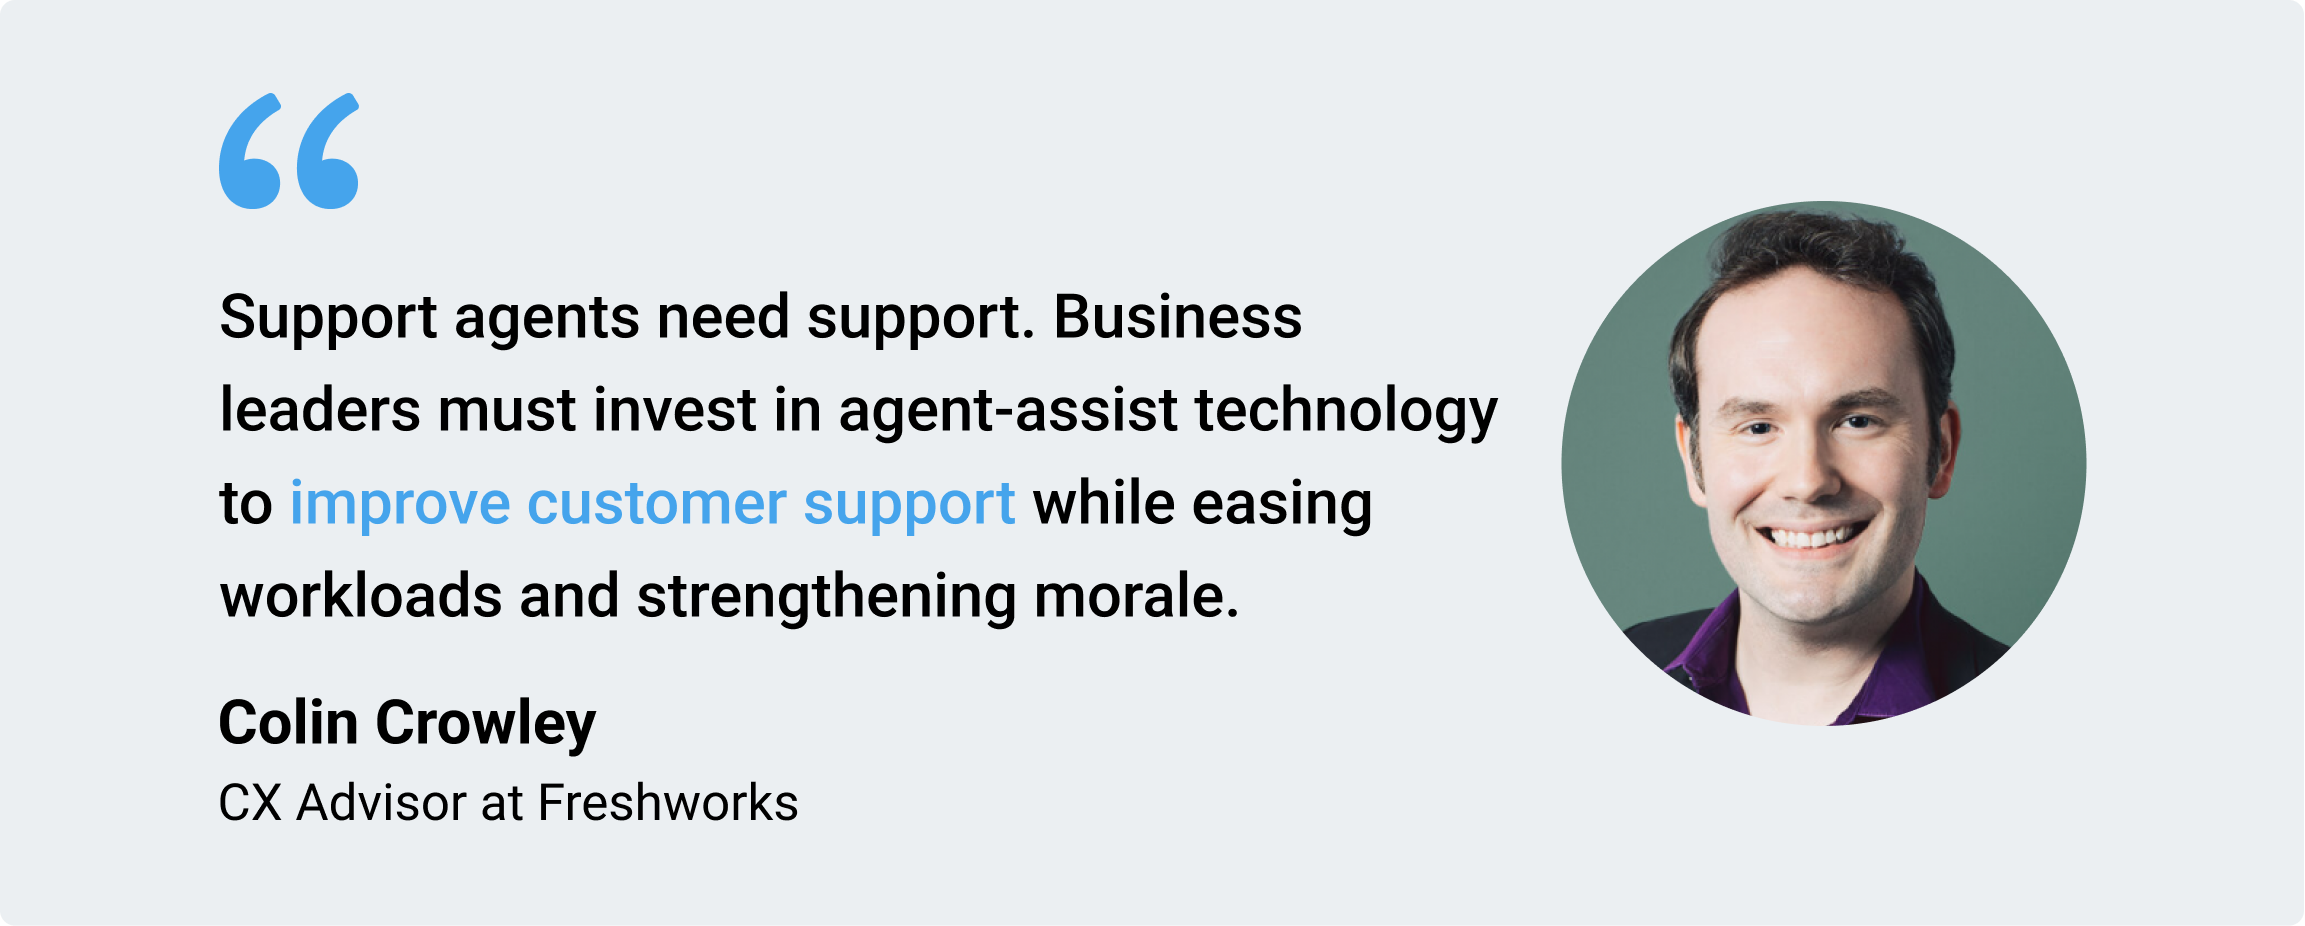 “
Support agents need support. Business
leaders must invest in agent-assist technology
to improve customer support while easing
workloads and strengthening morale.
Colin Crowley
CX Advisor at Freshworks